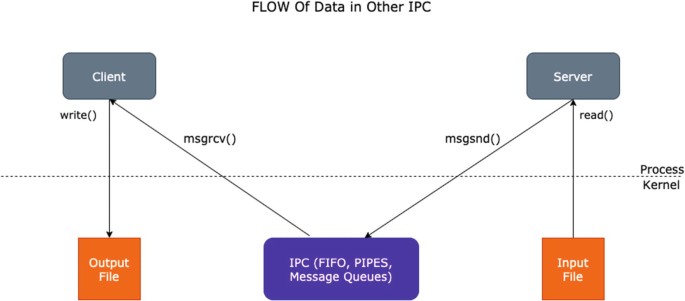 FLOW Of Data in Other IPC
Client
Server
write()
msgrcv()
msgsnd()
read()
Process
Kernel
Output
File
IPC (FIFO, PIPES,
Message Queues)
Input
File